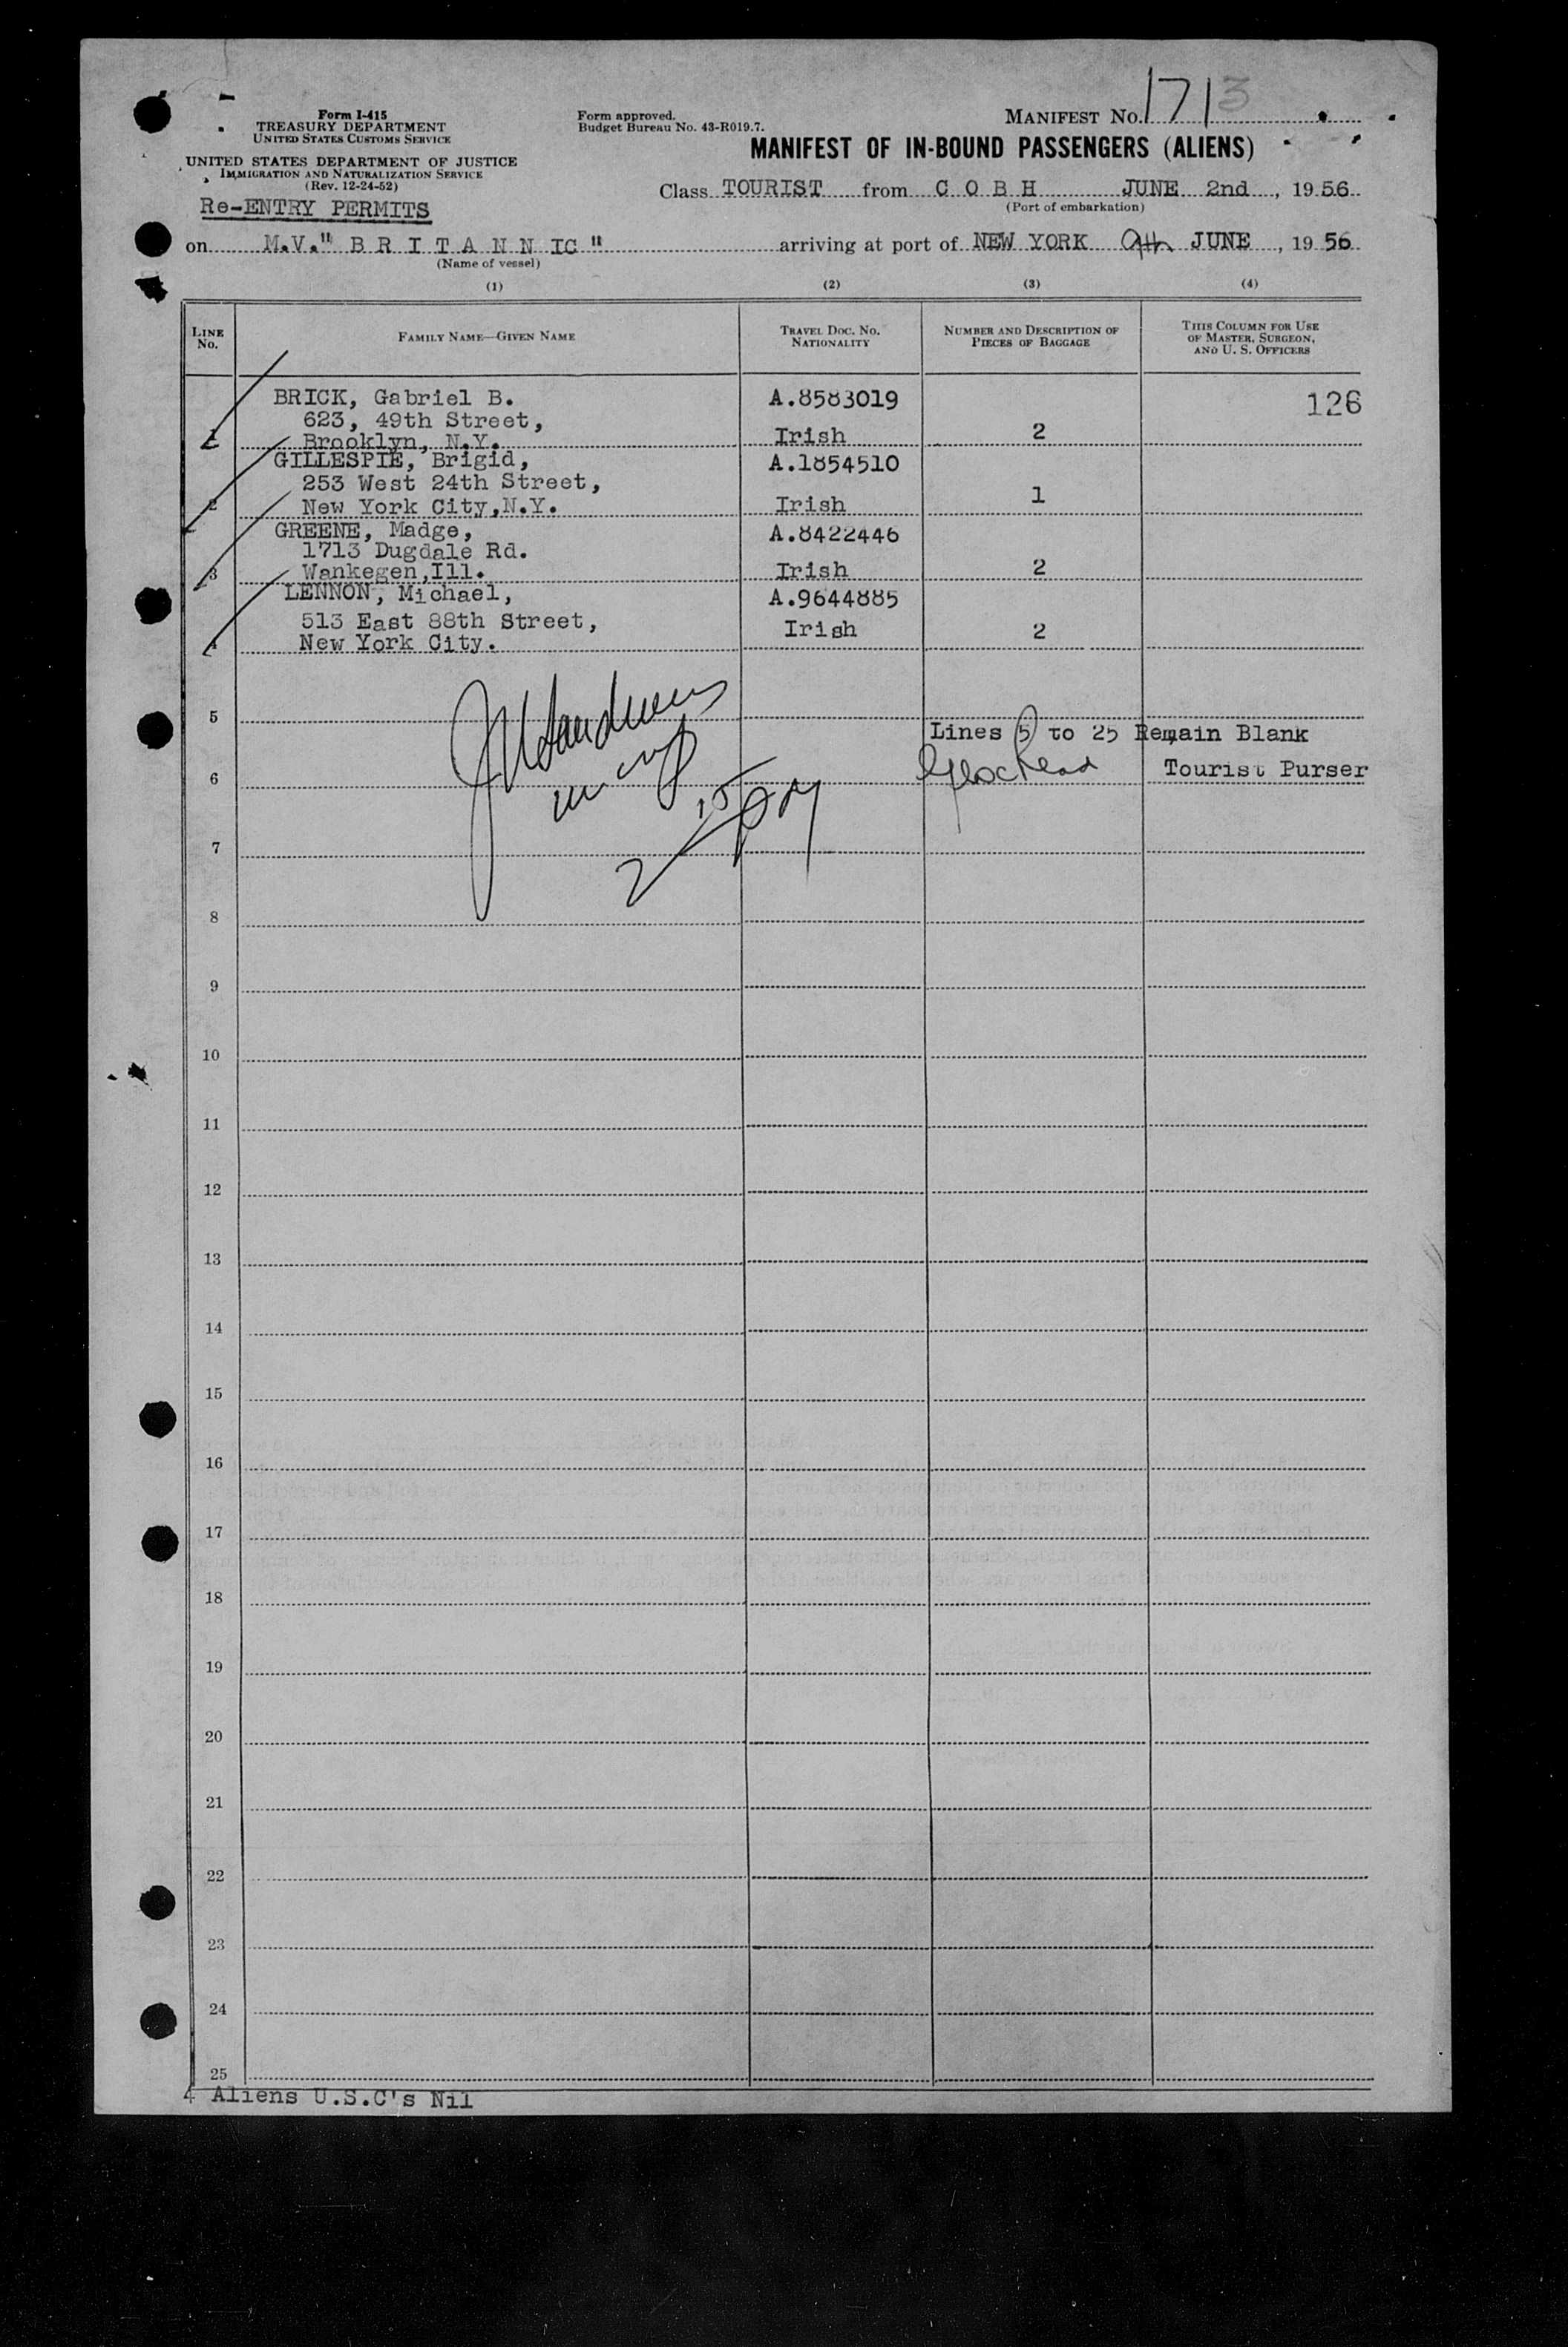 Form I-415
TREASURY DEPARTMENT
UNITED STATES CUSTOMS SERVICE
UNITED STATES DEPARTMENT OF JUSTICE
IMMIGRATION AND NATURALIZATION SERVICE
(Rev. 12-24-52)
Re-ENTRY PERMITS
Form approved.
Budget Bureau No. 43-R019.7.
MANIFEST NO. 1713
MANIFEST OF IN-BOUND PASSENGERS (ALIENS)
Class TOURIST from C O B H JUNE 2nd, 1956
(Port of embarkation)
on M.V." B R I T A N N IC " arriving at port of NEW YORK 9th JUNE, 1956
(Name of vessel)
(1) (2) (3) (4)
LINE NO. FAMILY NAME—GIVEN NAME TRAVEL DOC. NO. NATIONALITY NUMBER AND DESCRIPTION OF PIECES OF BAGGAGE THIS COLUMN FOR USE OF MASTER, SURGEON, AND U. S. OFFICERS
BRICK, Gabriel B. A.8583019 126
623, 49th Street,
1 Brooklyn, N.Y. Irish 2
GILLESPIE, Brigid, A.1854510
253 West 24th Street,
2 New York City,N.Y. Irish 1
GREENE, Madge, A.8422446
1713 Dugdale Rd.
3 Wankegen,Ill. Irish 2
LENNON, Michael, A.9644885
513 East 88th Street, Irish 2
4 New York City.
5
Lines 5 to 25 Remain Blank
6 Tourist Purser
7
8
9
10
11
12
13
14
15
16
17
18
19
20
21
22
23
24
25
4 Aliens U.S.C's Nil